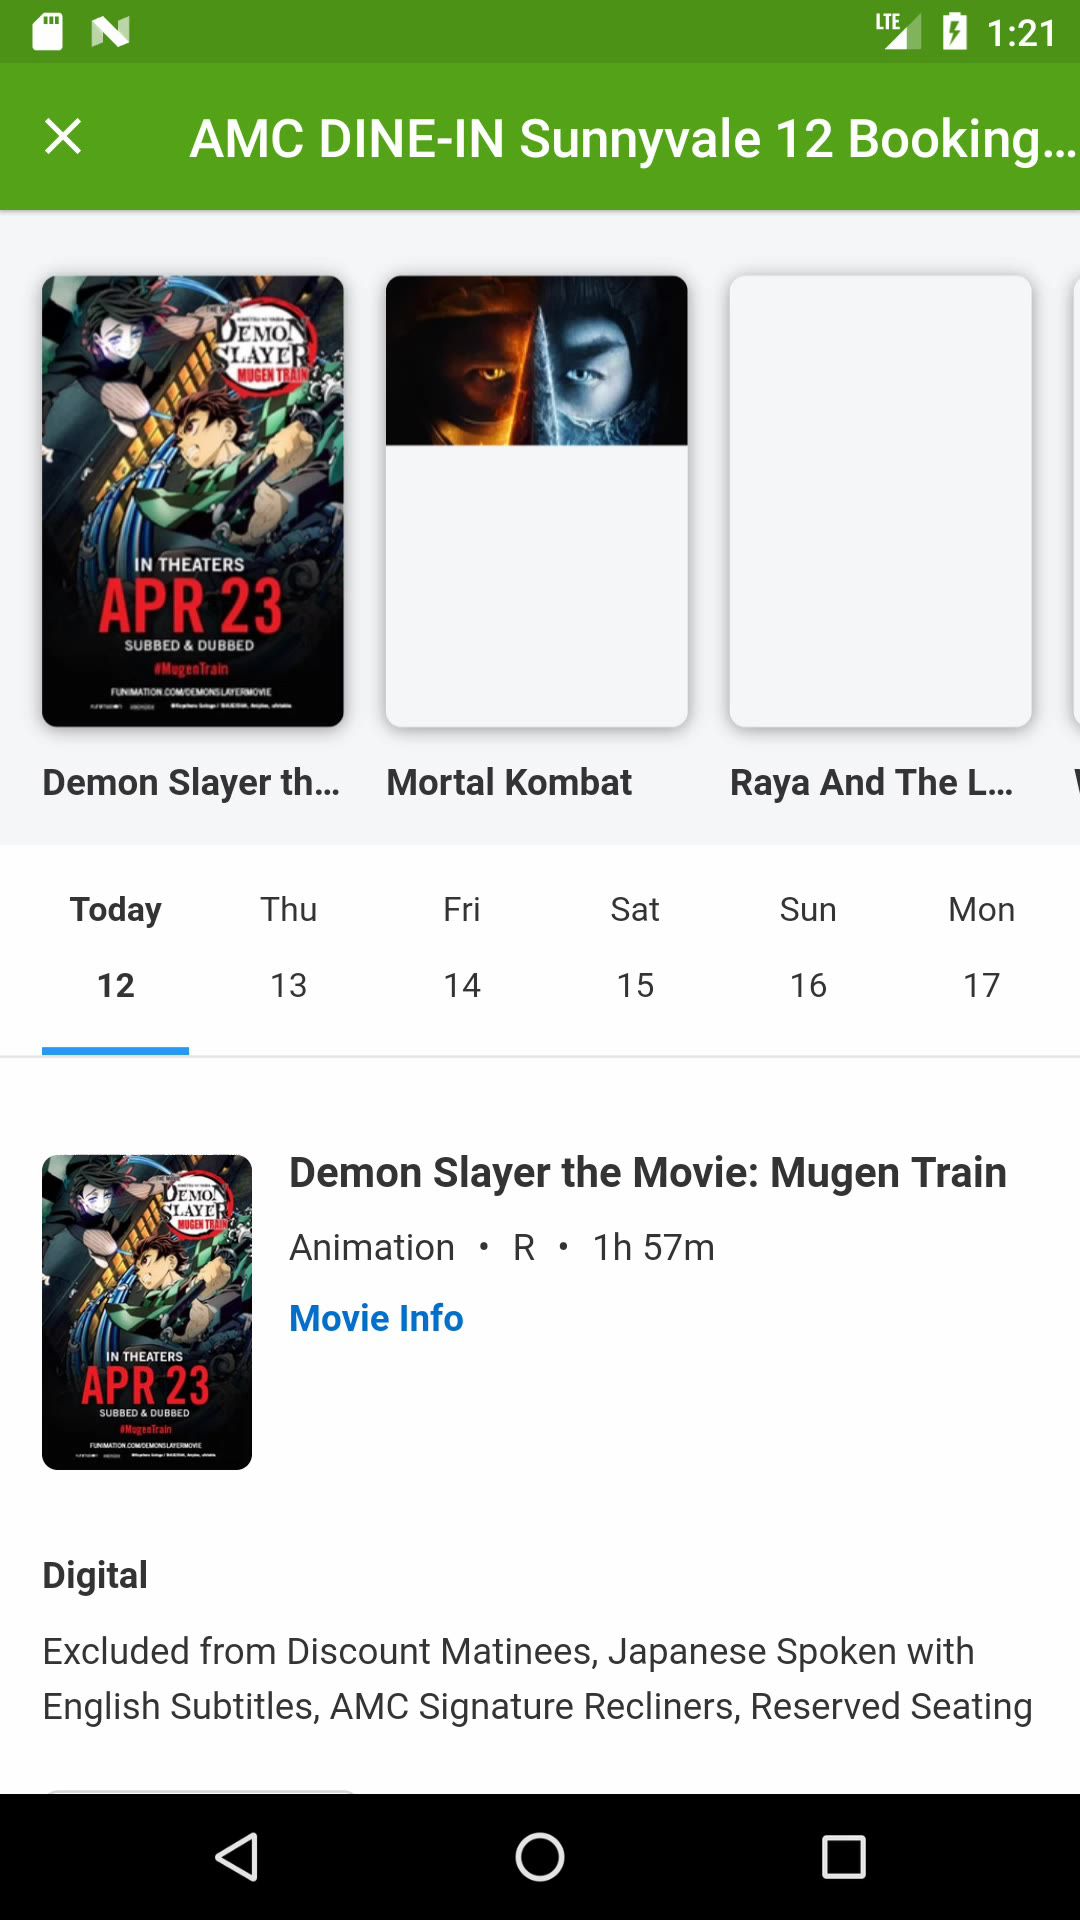 LTE 1:21
AMC DINE-IN Sunnyvale 12 Booking...
THE MOVIE
DEMON
SLAYER
MUGEN TRAIN
IN THEATERS
APR 23
SUBBED & DUBBED
#MugenTrain
FUNIMATION.COM/DEMONSLAYERMOVIE
Demon Slayer th...
Mortal Kombat
Raya And The L...
Today Thu Fri Sat Sun Mon
12 13 14 15 16 17
DEMON
SLAYER
MUGEN TRAIN
IN THEATERS
APR 23
SUBBED & DUBBED
#MugenTrain
FUNIMATION.COM/DEMONSLAYERMOVIE
Demon Slayer the Movie: Mugen Train
Animation • R • 1h 57m
Movie Info
Digital
Excluded from Discount Matinees, Japanese Spoken with
English Subtitles, AMC Signature Recliners, Reserved Seating